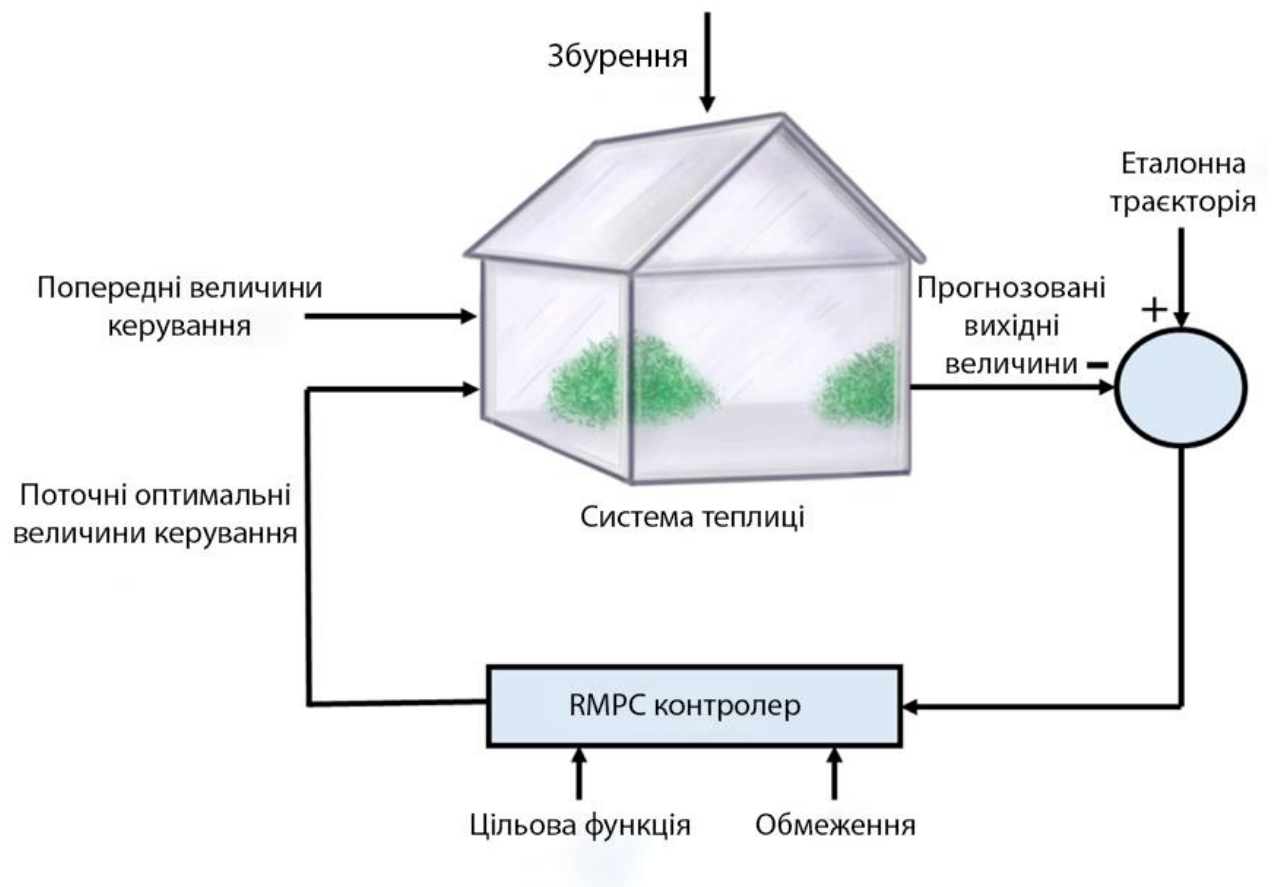 Збурення
Еталонна
траєкторія
Попередні величини
керування
Прогнозовані
вихідні
величини
+
-
Поточні оптимальні
величини керування
Система теплиці
RMPC контролер
Цільова функція
Обмеження